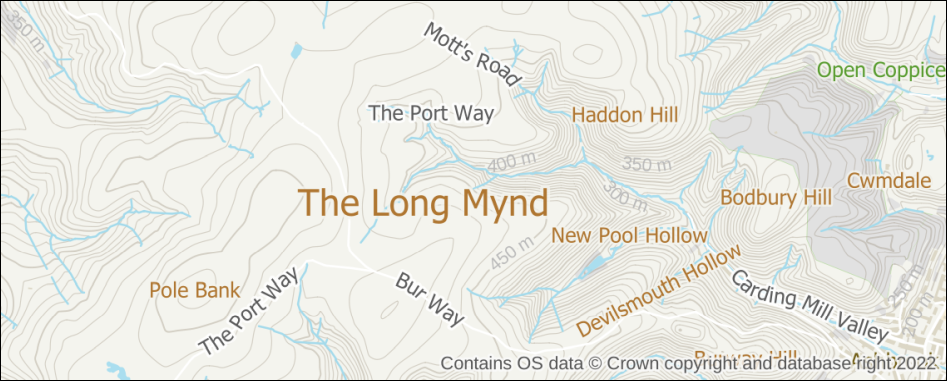 350 m
Mott's Road
Open Coppice
The Port Way
Haddon Hill
400 m
350 m
Cwmdale
300 m
Bodbury Hill
The Long Mynd
New Pool Hollow
450 m
Devilsmouth Hollow
Pole Bank
The Port Way
Bur Way
Carding Mill Valley
250 m
200 m
Contains OS data © Crown copyright and database right 2022